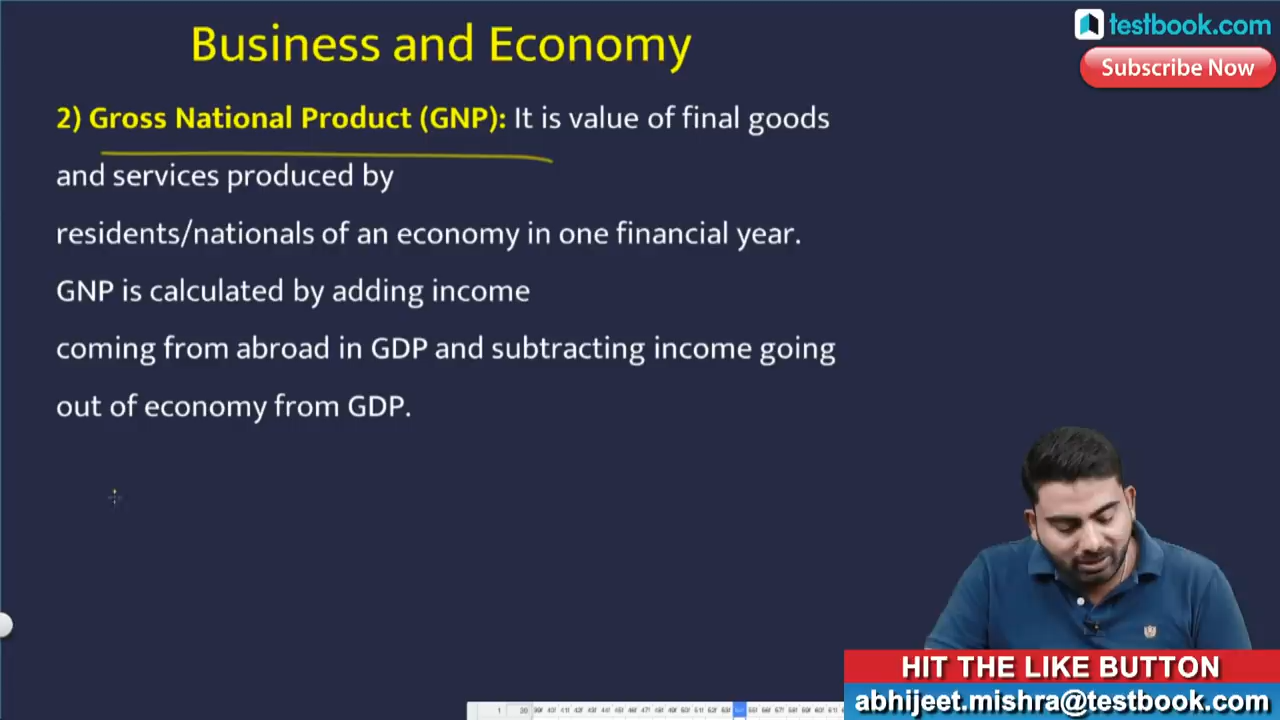 Business and Economy
testbook.com
Subscribe Now
2) Gross National Product (GNP): It is value of final goods
and services produced by
residents/nationals of an economy in one financial year.
GNP is calculated by adding income
coming from abroad in GDP and subtracting income going
out of economy from GDP.
HIT THE LIKE BUTTON
abhijeet.mishra@testbook.com